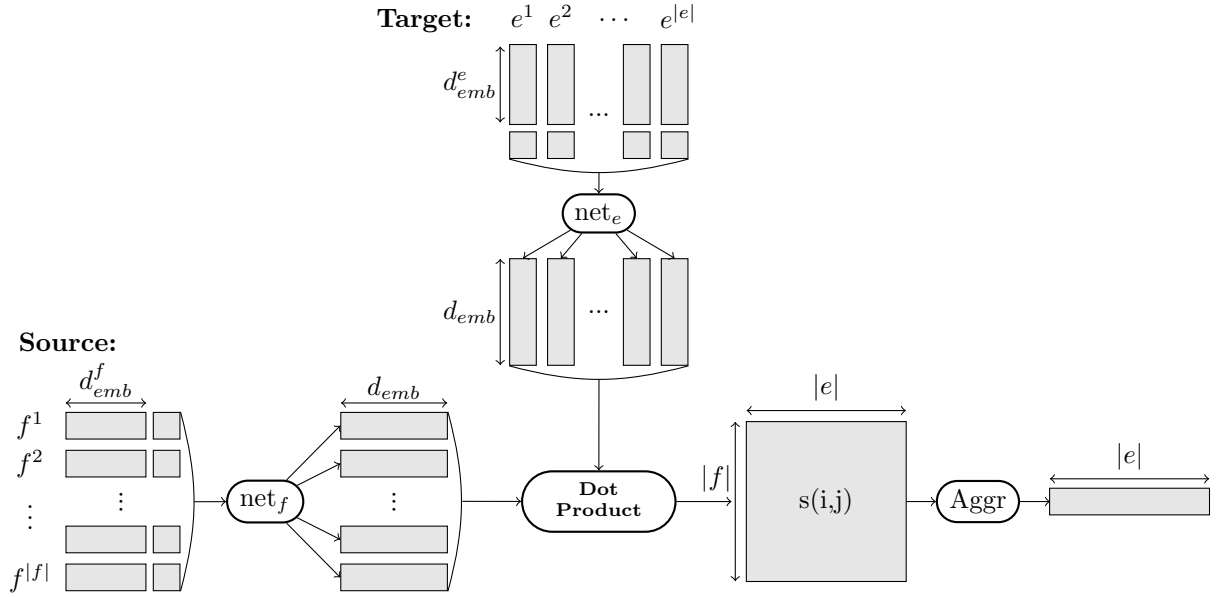 Target: e^1 e^2 ... e^{|e|}
d^e_{emb}
...
net_e
d_{emb}
...
Source:
d^f_{emb}
d_{emb}
|e|
f^1
f^2
|f|
|e|
⋮ ⋮ ⋮
net_f
Dot
Product
s(i,j)
Aggr
f^{|f|}